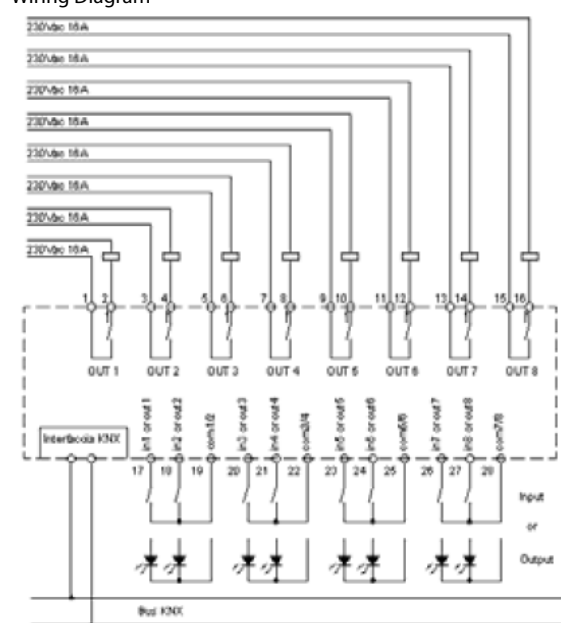 Wiring Diagram
230Vac 16A
230Vac 16A
230Vac 16A
230Vac 16A
230Vac 16A
230Vac 16A
230Vac 16A
230Vac 16A
1 2 3 4 5 6 7 8 9 10 11 12 13 14 15 16
OUT 1 OUT 2 OUT 3 OUT 4 OUT 5 OUT 6 OUT 7 OUT 8
in1 or out1
in2 or out2
com1/2
in3 or out3
in4 or out4
com3/4
in5 or out5
in6 or out6
com5/6
in7 or out7
in8 or out8
com7/8
Interfaccia KNX
17 18 19 20 21 22 23 24 25 26 27 28
Input
or
Output
Bus KNX